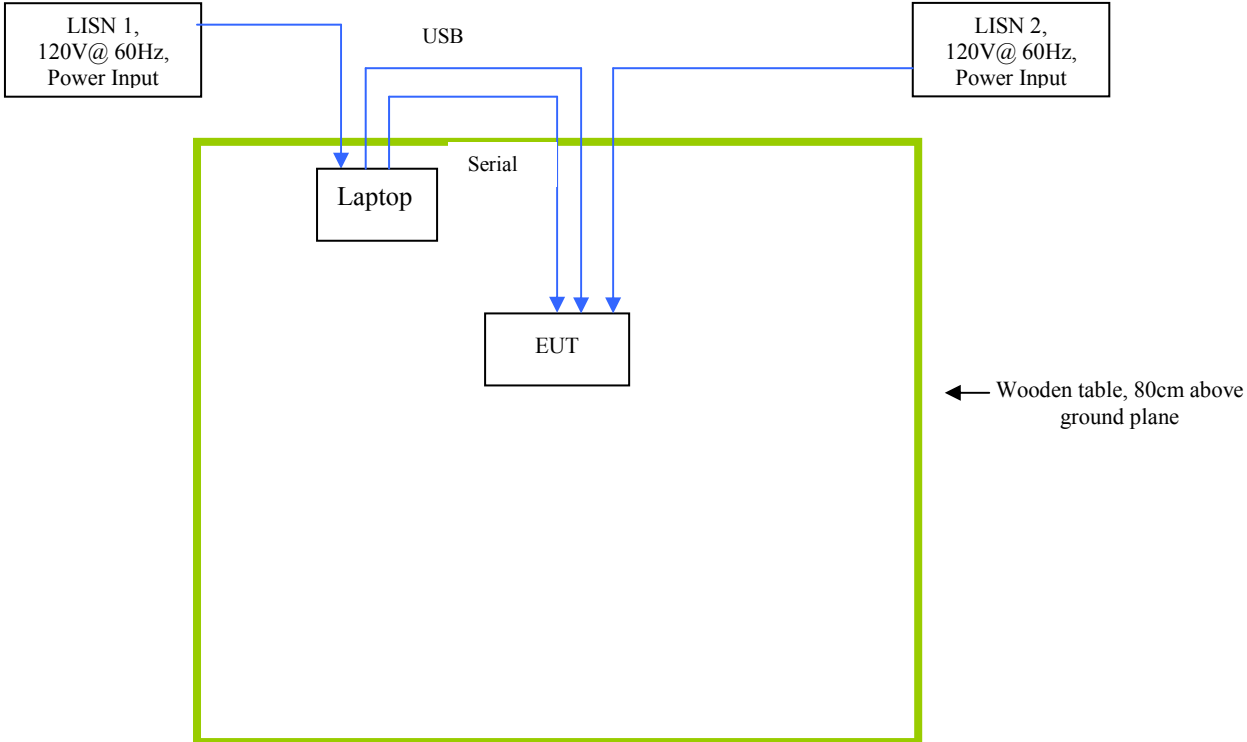 LISN 1,
120V@ 60Hz,
Power Input
USB
LISN 2,
120V@ 60Hz,
Power Input
Serial
Laptop
EUT
Wooden table, 80cm above
ground plane